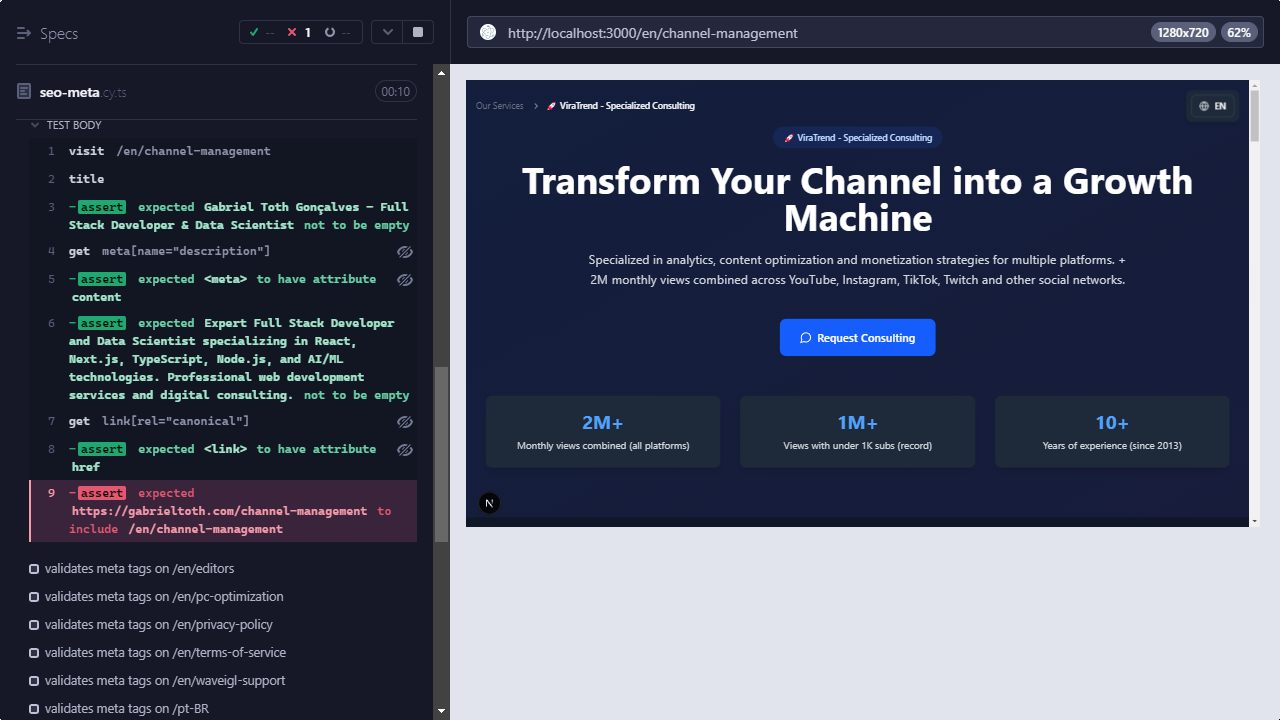 Specs
-- 1 --
seo-meta.cy.ts
00:10
TEST BODY
1 visit /en/channel-management
2 title
3 -assert expected Gabriel Toth Gonçalves - Full
Stack Developer & Data Scientist not to be empty
4 get meta[name="description"]
5 -assert expected <meta> to have attribute
content
6 -assert expected Expert Full Stack Developer
and Data Scientist specializing in React,
Next.js, TypeScript, Node.js, and AI/ML
technologies. Professional web development
services and digital consulting. not to be empty
7 get link[rel="canonical"]
8 -assert expected <link> to have attribute
href
9 -assert expected
https://gabrieltoth.com/channel-management to
include /en/channel-management
validates meta tags on /en/editors
validates meta tags on /en/pc-optimization
validates meta tags on /en/privacy-policy
validates meta tags on /en/terms-of-service
validates meta tags on /en/waveigl-support
validates meta tags on /pt-BR
http://localhost:3000/en/channel-management
1280x720
62%
Our Services > 🚀 ViraTrend - Specialized Consulting
EN
🚀 ViraTrend - Specialized Consulting
Transform Your Channel into a Growth
Machine
Specialized in analytics, content optimization and monetization strategies for multiple platforms. +
2M monthly views combined across YouTube, Instagram, TikTok, Twitch and other social networks.
Request Consulting
2M+
Monthly views combined (all platforms)
1M+
Views with under 1K subs (record)
10+
Years of experience (since 2013)
N